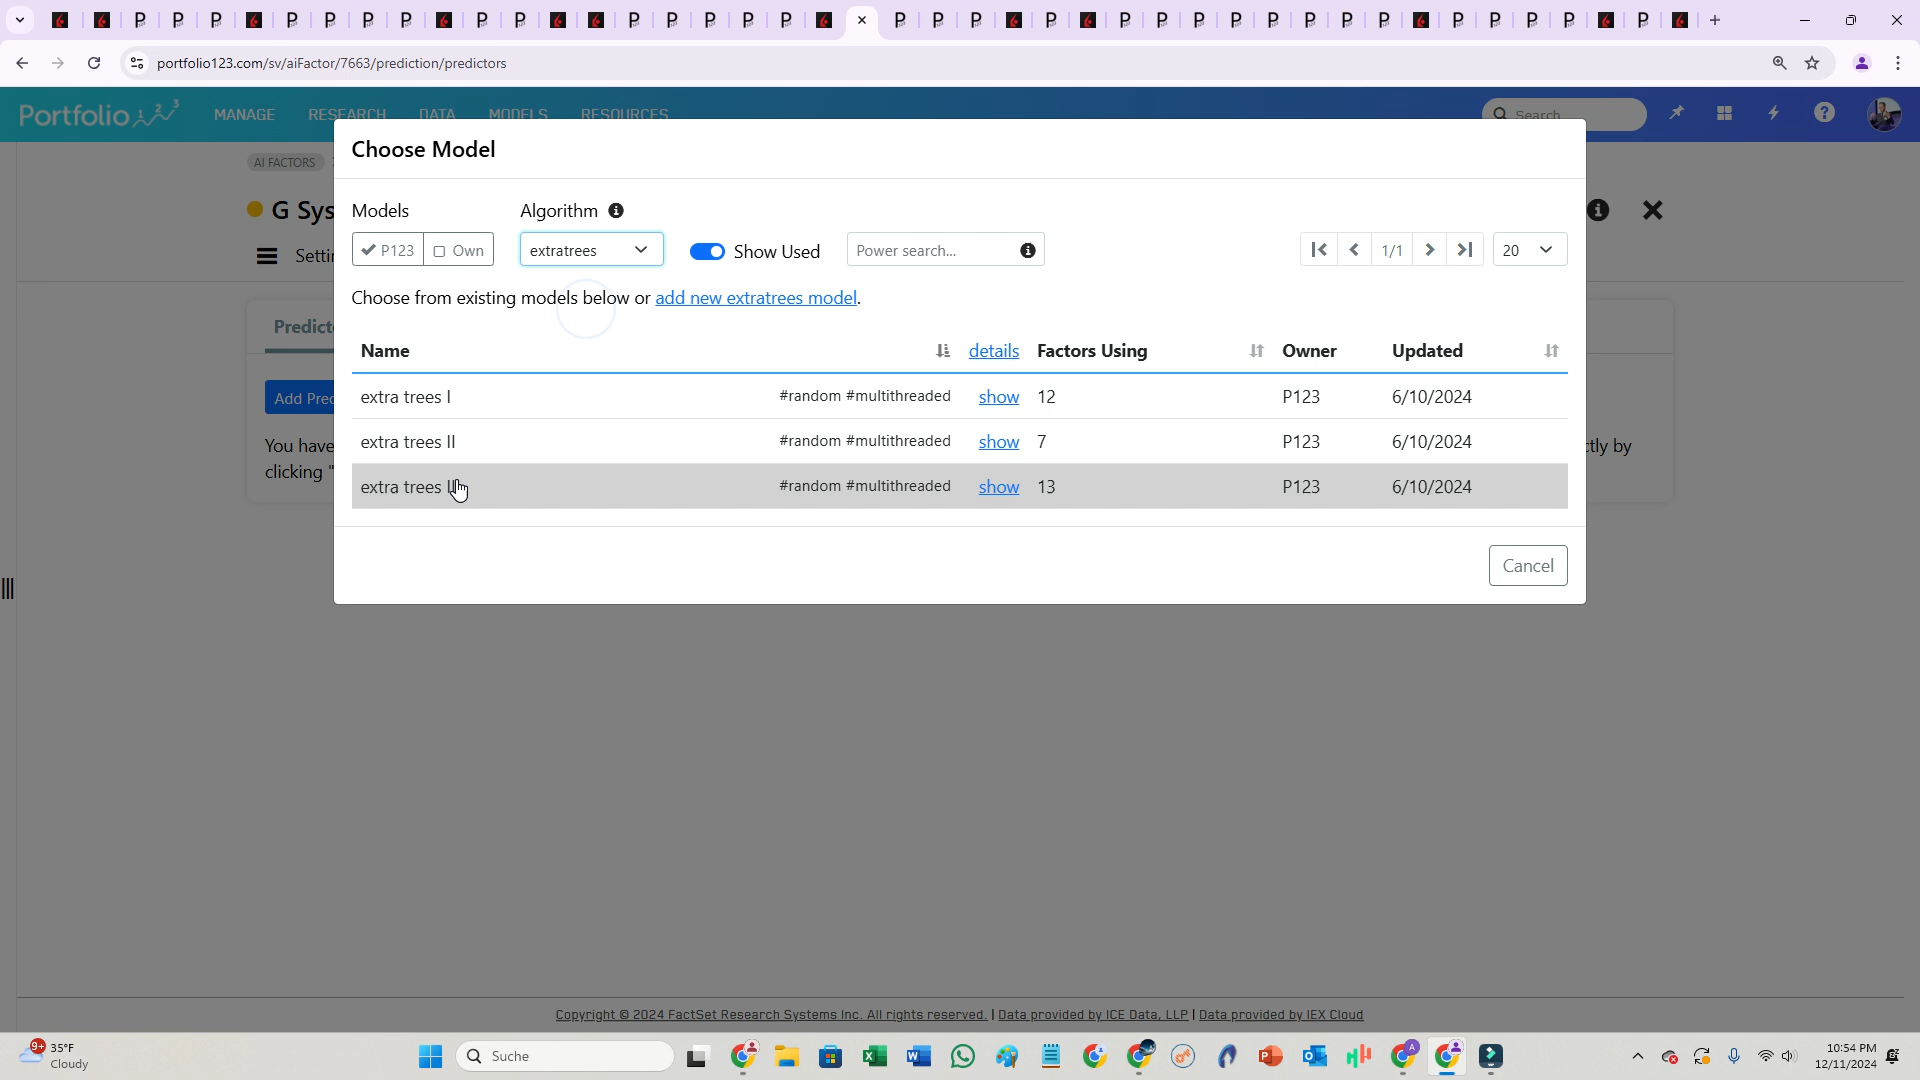 portfolio123.com/sv/aiFactor/7663/prediction/predictors
Portfolio123
MANAGE RESEARCH DATA MODELS RESOURCES
Search
AI FACTORS
G Sys
Choose Model
Models
Algorithm
P123 Own
extratrees
Show Used
Power search...
1/1
20
Choose from existing models below or add new extratrees model.
Name details Factors Using Owner Updated
extra trees I #random #multithreaded show 12 P123 6/10/2024
extra trees II #random #multithreaded show 7 P123 6/10/2024
extra trees #random #multithreaded show 13 P123 6/10/2024
Cancel
Setti
Predict
Add Prec
You have
ctly by
clicking "
Copyright © 2024 FactSet Research Systems Inc. All rights reserved. | Data provided by ICE Data, LLP | Data provided by IEX Cloud
9+
35°F
Cloudy
Suche
10:54 PM
12/11/2024